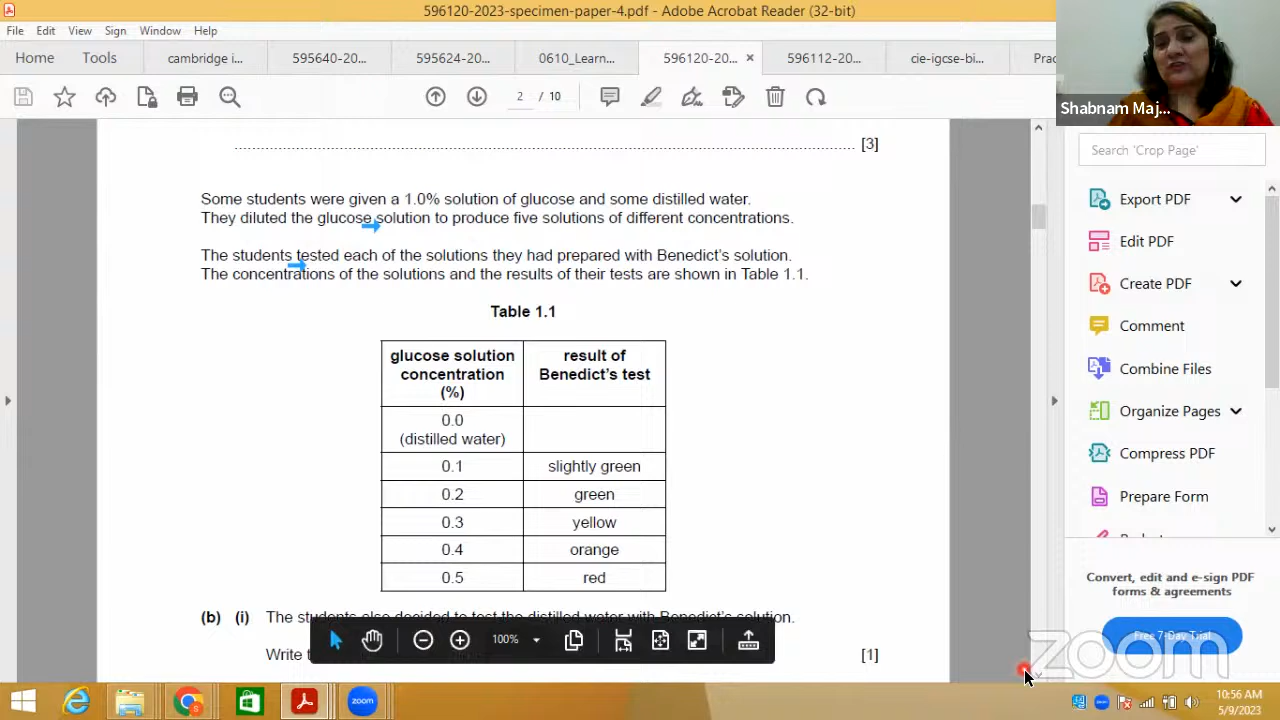 596120-2023-specimen-paper-4.pdf - Adobe Acrobat Reader (32-bit)
File Edit View Sign Window Help
Home Tools cambridge i... 595640-20... 595624-20... 0610_Learn... 596120-20... × 596112-20... cie-igcse-bi... Prac
2 / 10
Shabnam Maj...
Search 'Crop Page'
[3]
Some students were given a 1.0% solution of glucose and some distilled water.
They diluted the glucose solution to produce five solutions of different concentrations.
The students tested each of the solutions they had prepared with Benedict's solution.
The concentrations of the solutions and the results of their tests are shown in Table 1.1.
Table 1.1
glucose solution concentration (%) result of Benedict's test
0.0 (distilled water)
0.1 slightly green
0.2 green
0.3 yellow
0.4 orange
0.5 red
(b) (i) The students also decided to test the distilled water with Benedict's solution.
Write [1]
100%
Export PDF
Edit PDF
Create PDF
Comment
Combine Files
Organize Pages
Compress PDF
Prepare Form
Convert, edit and e-sign PDF
forms & agreements
Free 7-Day Trial
zoom
zoom
10:56 AM
5/9/2023